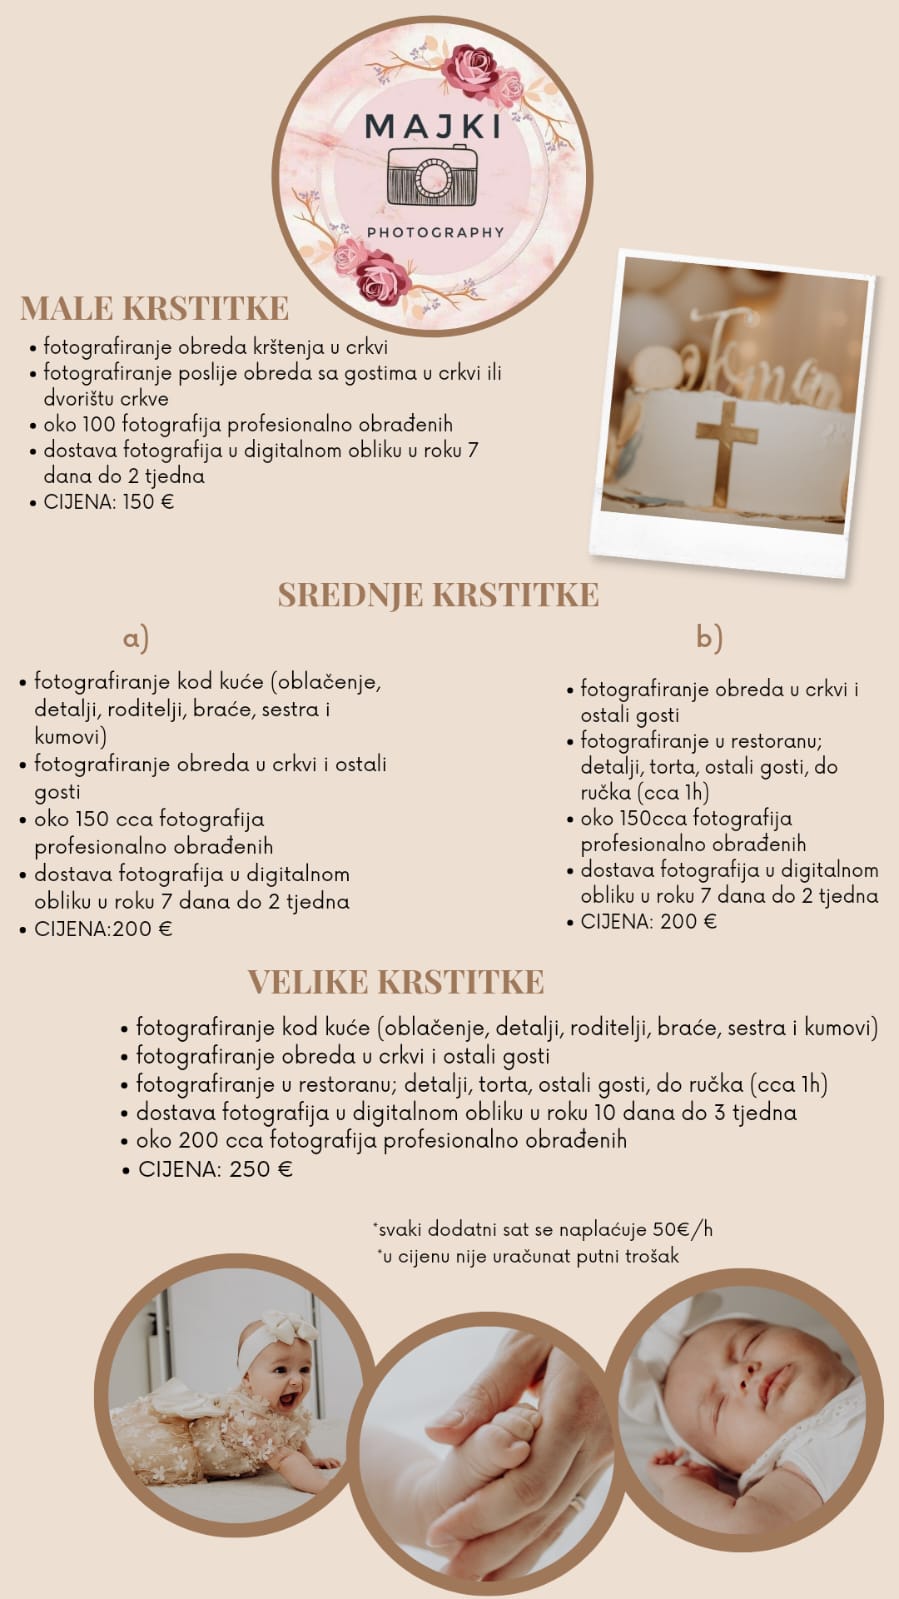 MAJKI
PHOTOGRAPHY
MALE KRSTITKE
• fotografiranje obreda krštenja u crkvi
• fotografiranje poslije obreda sa gostima u crkvi ili
dvorištu crkve
• oko 100 fotografija profesionalno obrađenih
• dostava fotografija u digitalnom obliku u roku 7
dana do 2 tjedna
• CIJENA: 150 €
SREDNJE KRSTITKE
a)
• fotografiranje kod kuće (oblačenje,
detalji, roditelji, braće, sestra i
kumovi)
• fotografiranje obreda u crkvi i ostali
gosti
• oko 150 cca fotografija
profesionalno obrađenih
• dostava fotografija u digitalnom
obliku u roku 7 dana do 2 tjedna
• CIJENA:200 €
b)
• fotografiranje obreda u crkvi i
ostali gosti
• fotografiranje u restoranu;
detalji, torta, ostali gosti, do
ručka (cca 1h)
• oko 150cca fotografija
profesionalno obrađenih
• dostava fotografija u digitalnom
obliku u roku 7 dana do 2 tjedna
• CIJENA: 200 €
VELIKE KRSTITKE
• fotografiranje kod kuće (oblačenje, detalji, roditelji, braće, sestra i kumovi)
• fotografiranje obreda u crkvi i ostali gosti
• fotografiranje u restoranu; detalji, torta, ostali gosti, do ručka (cca 1h)
• dostava fotografija u digitalnom obliku u roku 10 dana do 3 tjedna
• oko 200 cca fotografija profesionalno obrađenih
• CIJENA: 250 €
*svaki dodatni sat se naplaćuje 50€/h
*u cijenu nije uračunat putni trošak